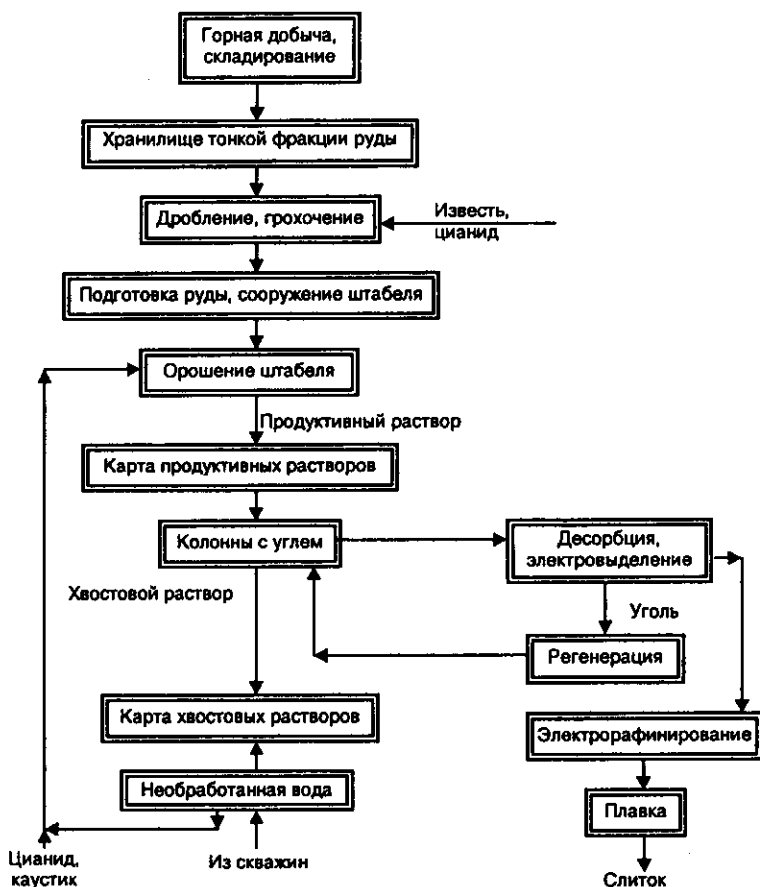 Горная добыча,
складирование
Хранилище тонкой фракции руды
Дробление, грохочение
Известь,
цианид
Подготовка руды, сооружение штабеля
Орошение штабеля
Продуктивный раствор
Карта продуктивных растворов
Колонны с углем
Десорбция,
электровыделение
Хвостовой раствор
Уголь
Регенерация
Карта хвостовых растворов
Электрорафинирование
Необработанная вода
Плавка
Цианид,
каустик
Из скважин
Слиток